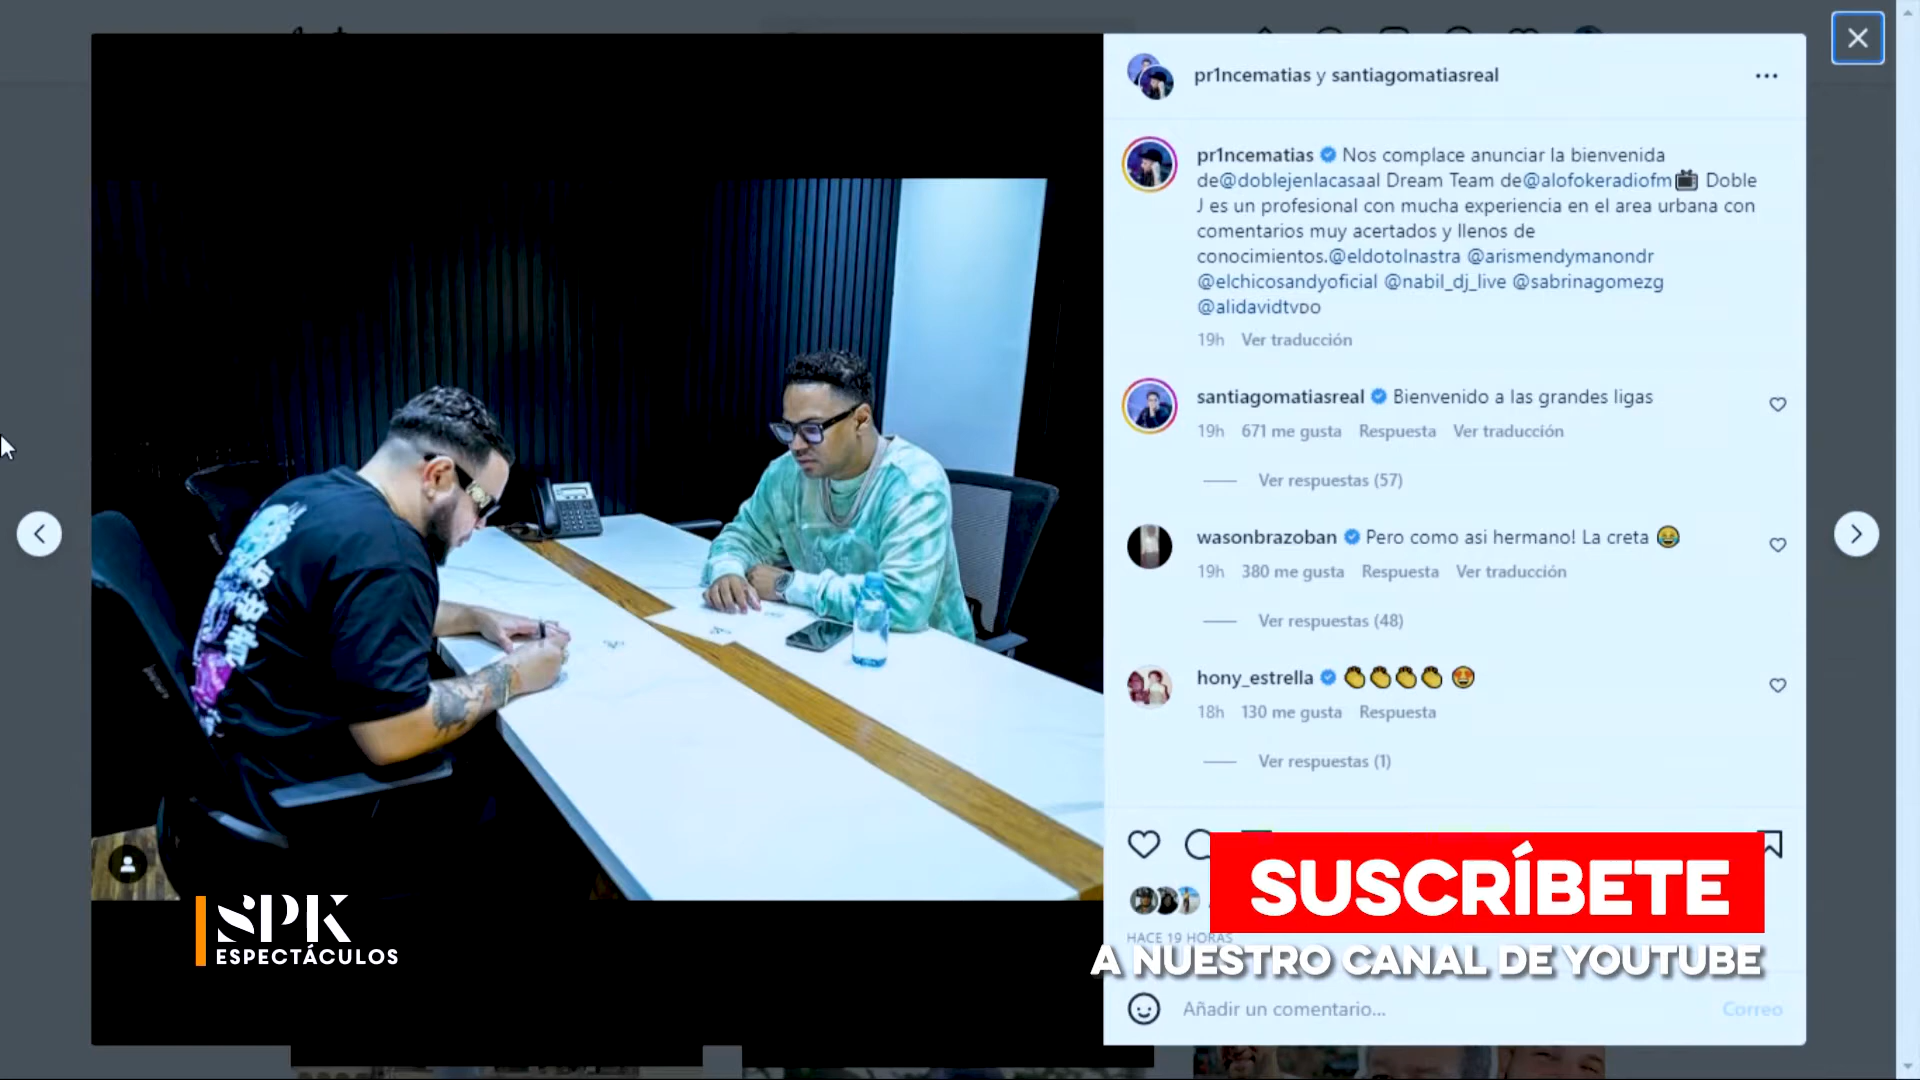 pr1ncematias y santiagomatiasreal
pr1ncematias Nos complace anunciar la bienvenida
de@doblejenlacasaal Dream Team de@alofokeradiofm📺 Doble
J es un profesional con mucha experiencia en el area urbana con
comentarios muy acertados y llenos de
conocimientos.@eldotolnastra @arismendymanondr
@elchicosandyoficial @nabil_dj_live @sabrinagomezg
@alidavidtvᴅᴏ
19h Ver traducción
santiagomatiasreal Bienvenido a las grandes ligas
19h 671 me gusta Respuesta Ver traducción
Ver respuestas (57)
wasonbrazoban Pero como asi hermano! La creta 😂
19h 380 me gusta Respuesta Ver traducción
Ver respuestas (48)
hony_estrella 👏👏👏👏 🤩
18h 130 me gusta Respuesta
Ver respuestas (1)
SUSCRÍBETE
HACE 19 HORAS
A NUESTRO CANAL DE YOUTUBE
Añadir un comentario...
Correo
SPK
ESPECTÁCULOS